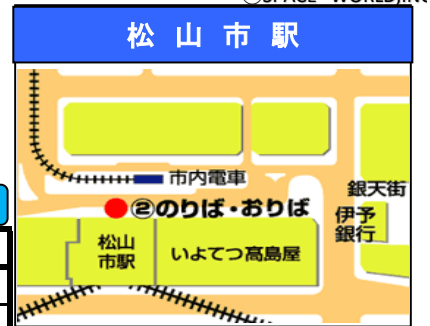 松山市駅
市内電車
②のりば・おりば
銀天街
伊予
銀行
松山
市駅
いよてつ髙島屋